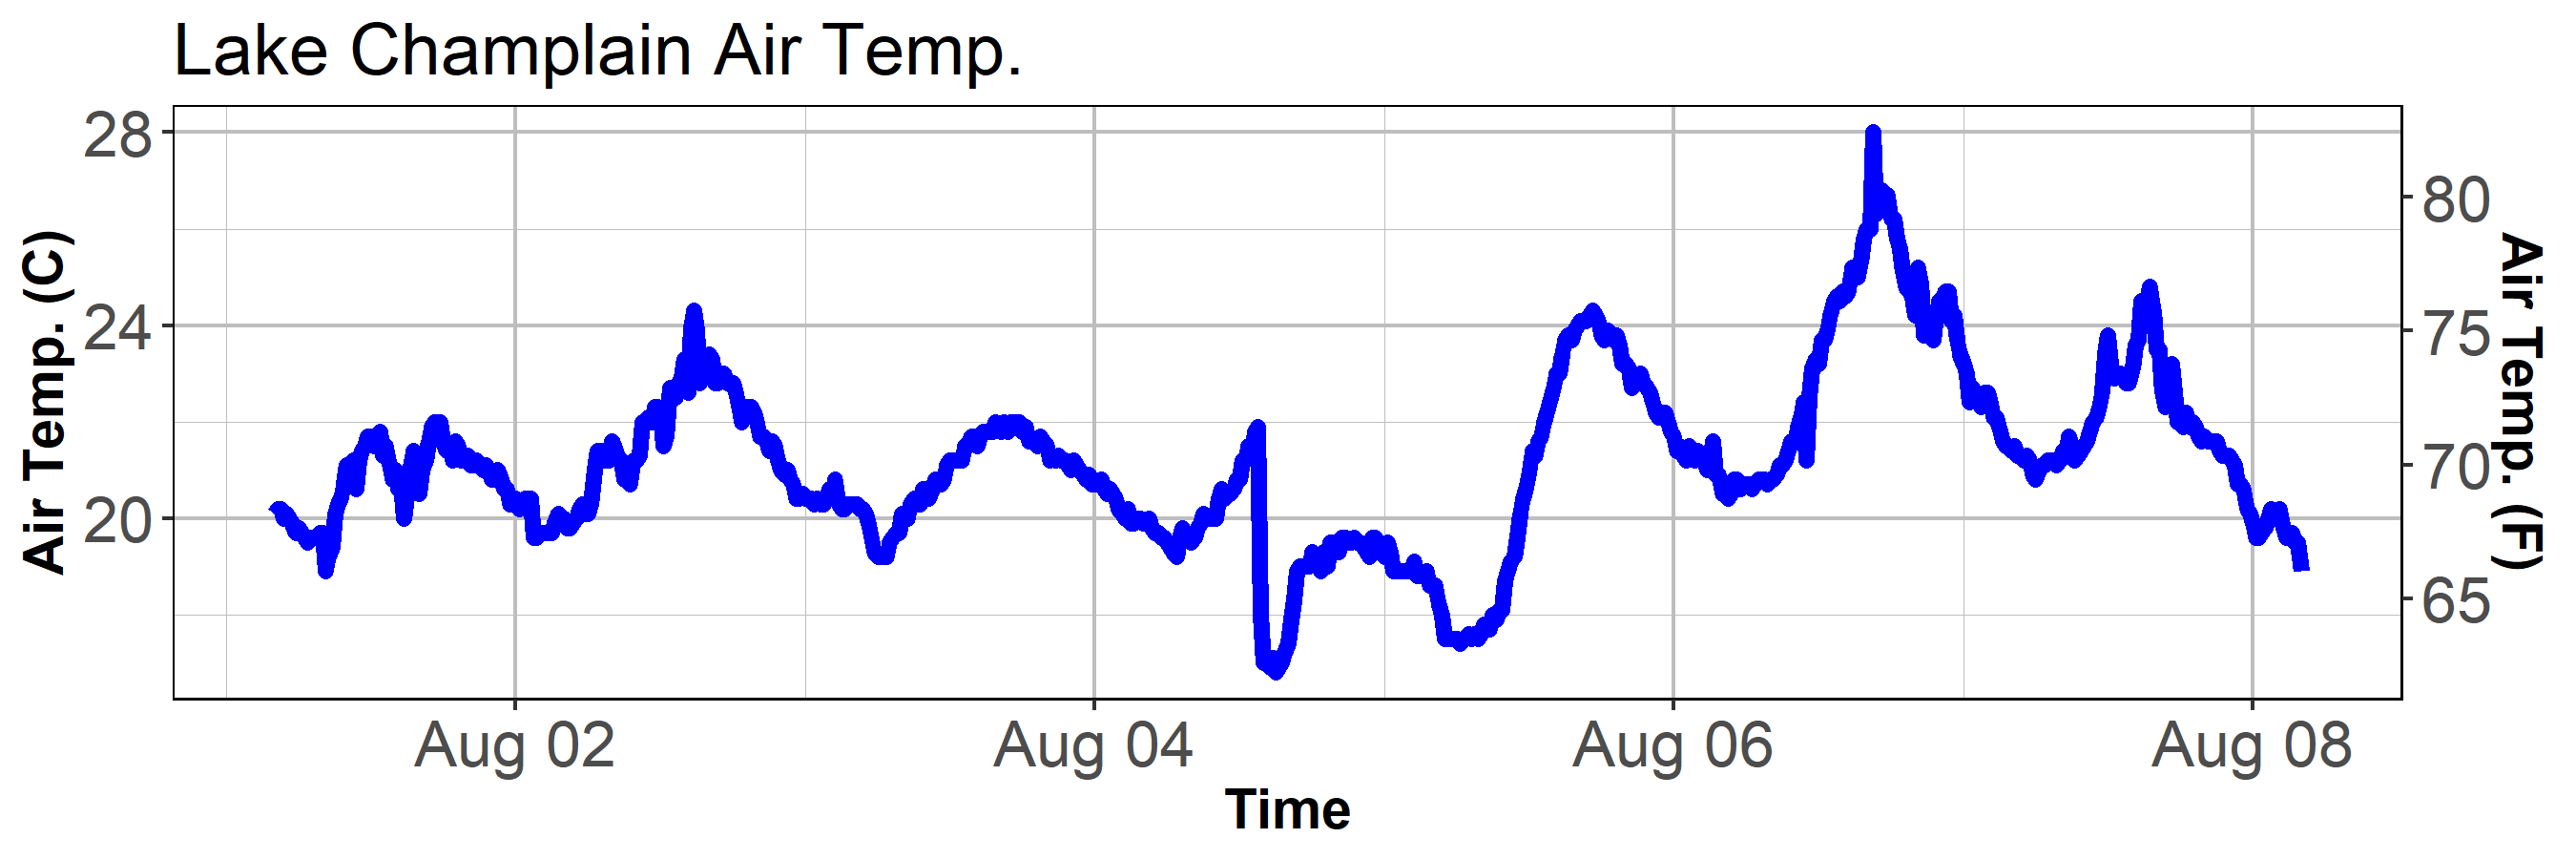 Lake Champlain Air Temp.
28
24
20
Air Temp. (C)
80
75
70
65
Air Temp. (F)
Aug 02
Aug 04
Aug 06
Aug 08
Time